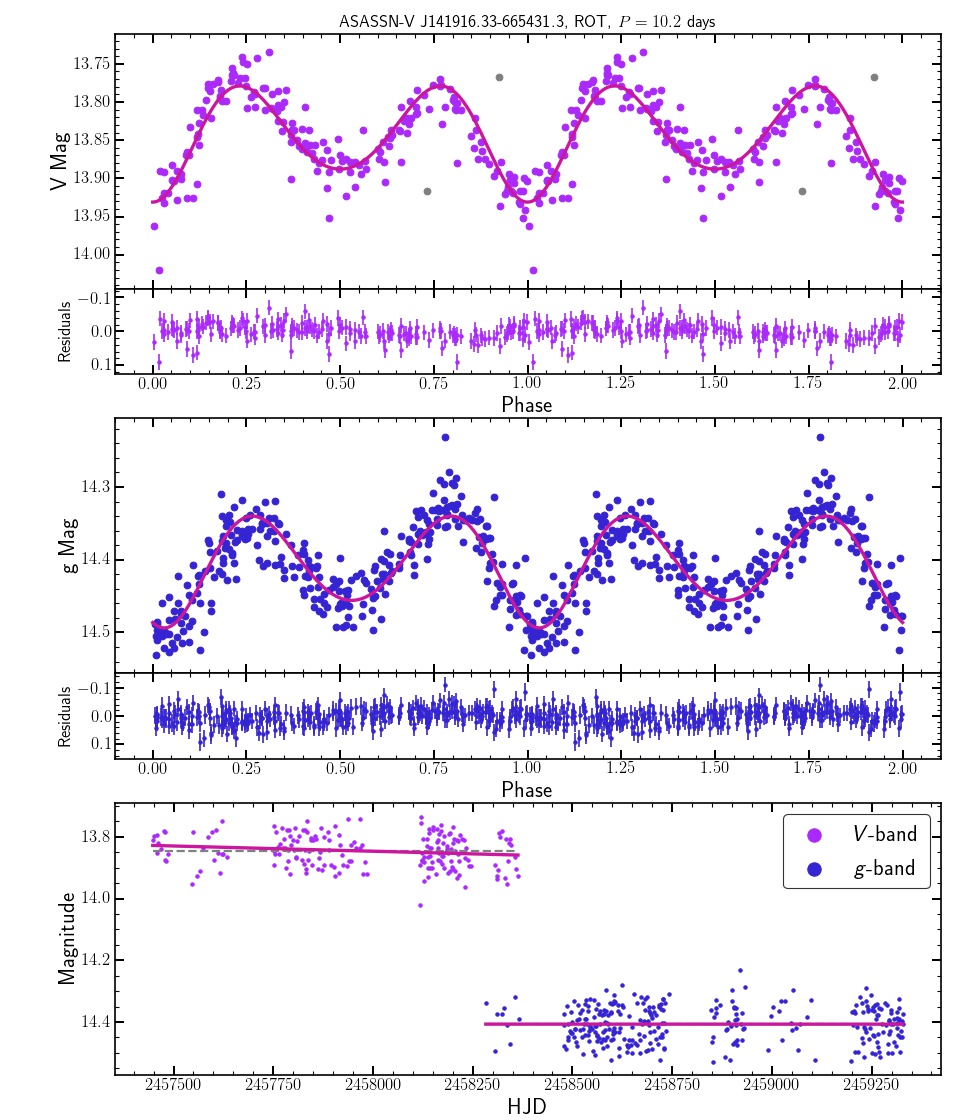 ASASSN-V J141916.33-665431.3, ROT, P = 10.2 days
V Mag
13.75
13.80
13.85
13.90
13.95
14.00
Residuals
−0.1
0.0
0.1
0.00 0.25 0.50 0.75 1.00 1.25 1.50 1.75 2.00
Phase
g Mag
14.3
14.4
14.5
Residuals
−0.1
0.0
0.1
0.00 0.25 0.50 0.75 1.00 1.25 1.50 1.75 2.00
Phase
Magnitude
13.8
14.0
14.2
14.4
V-band
g-band
2457500 2457750 2458000 2458250 2458500 2458750 2459000 2459250
HJD